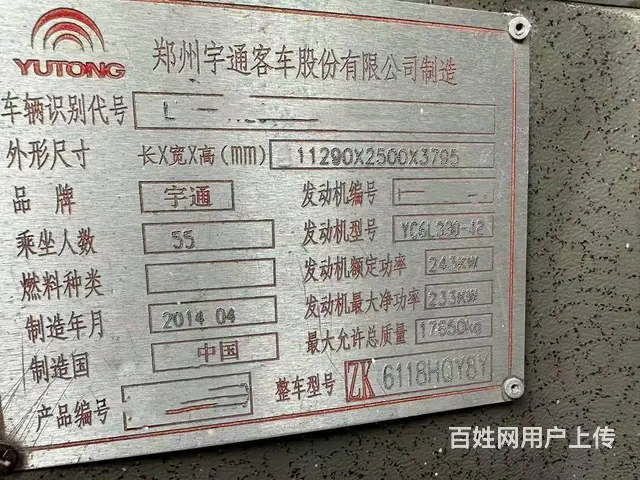 YUTONG
郑州宇通客车股份有限公司制造
车辆识别代号 L
外形尺寸 长X宽X高(mm) 11290X2500X3795
品牌 宇通 发动机编号
乘坐人数 55 发动机型号 YC6L330-42
燃料种类 发动机额定功率 243KW
制造年月 2014 04 发动机最大净功率 233KW
制造国 中国 最大允许总质量 17650kg
产品编号 整车型号 ZK 6118HQY8Y
百姓网用户上传